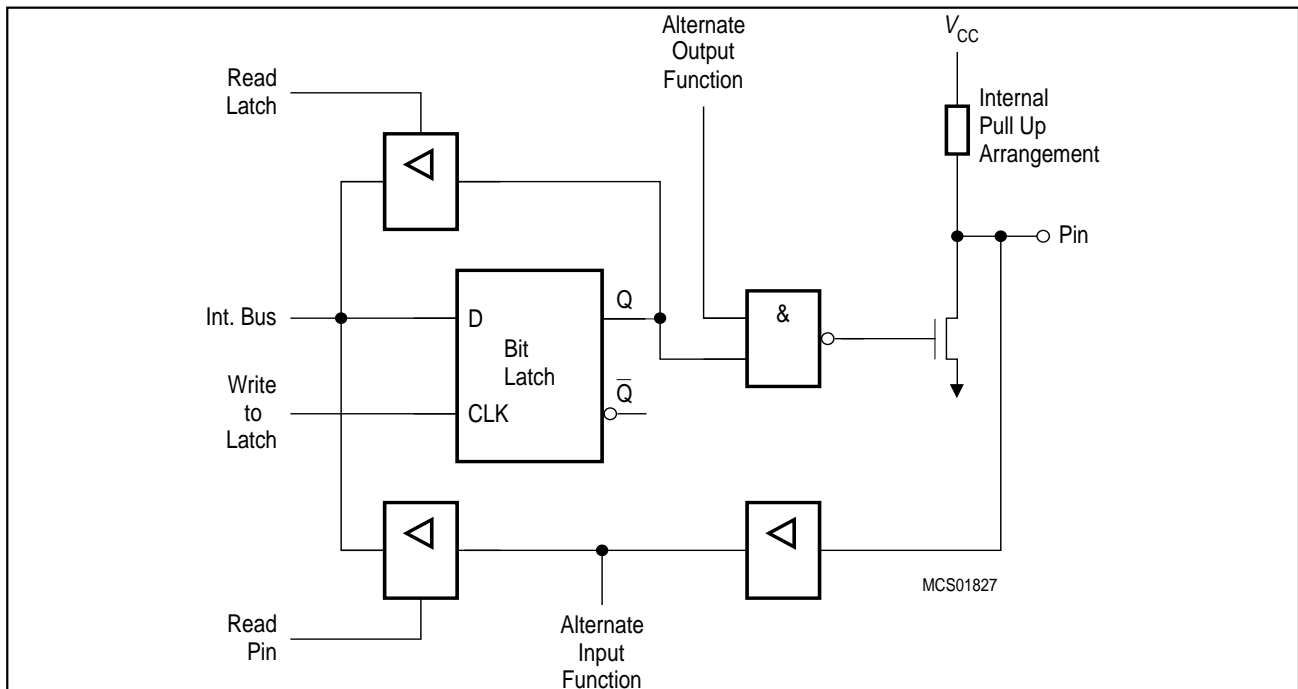 Alternate
Output
Function
V_CC
Read
Latch
Internal
Pull Up
Arrangement
Pin
Int. Bus
D
Q
&
Bit
Latch
Q̅
Write
to
Latch
CLK
MCS01827
Read
Pin
Alternate
Input
Function